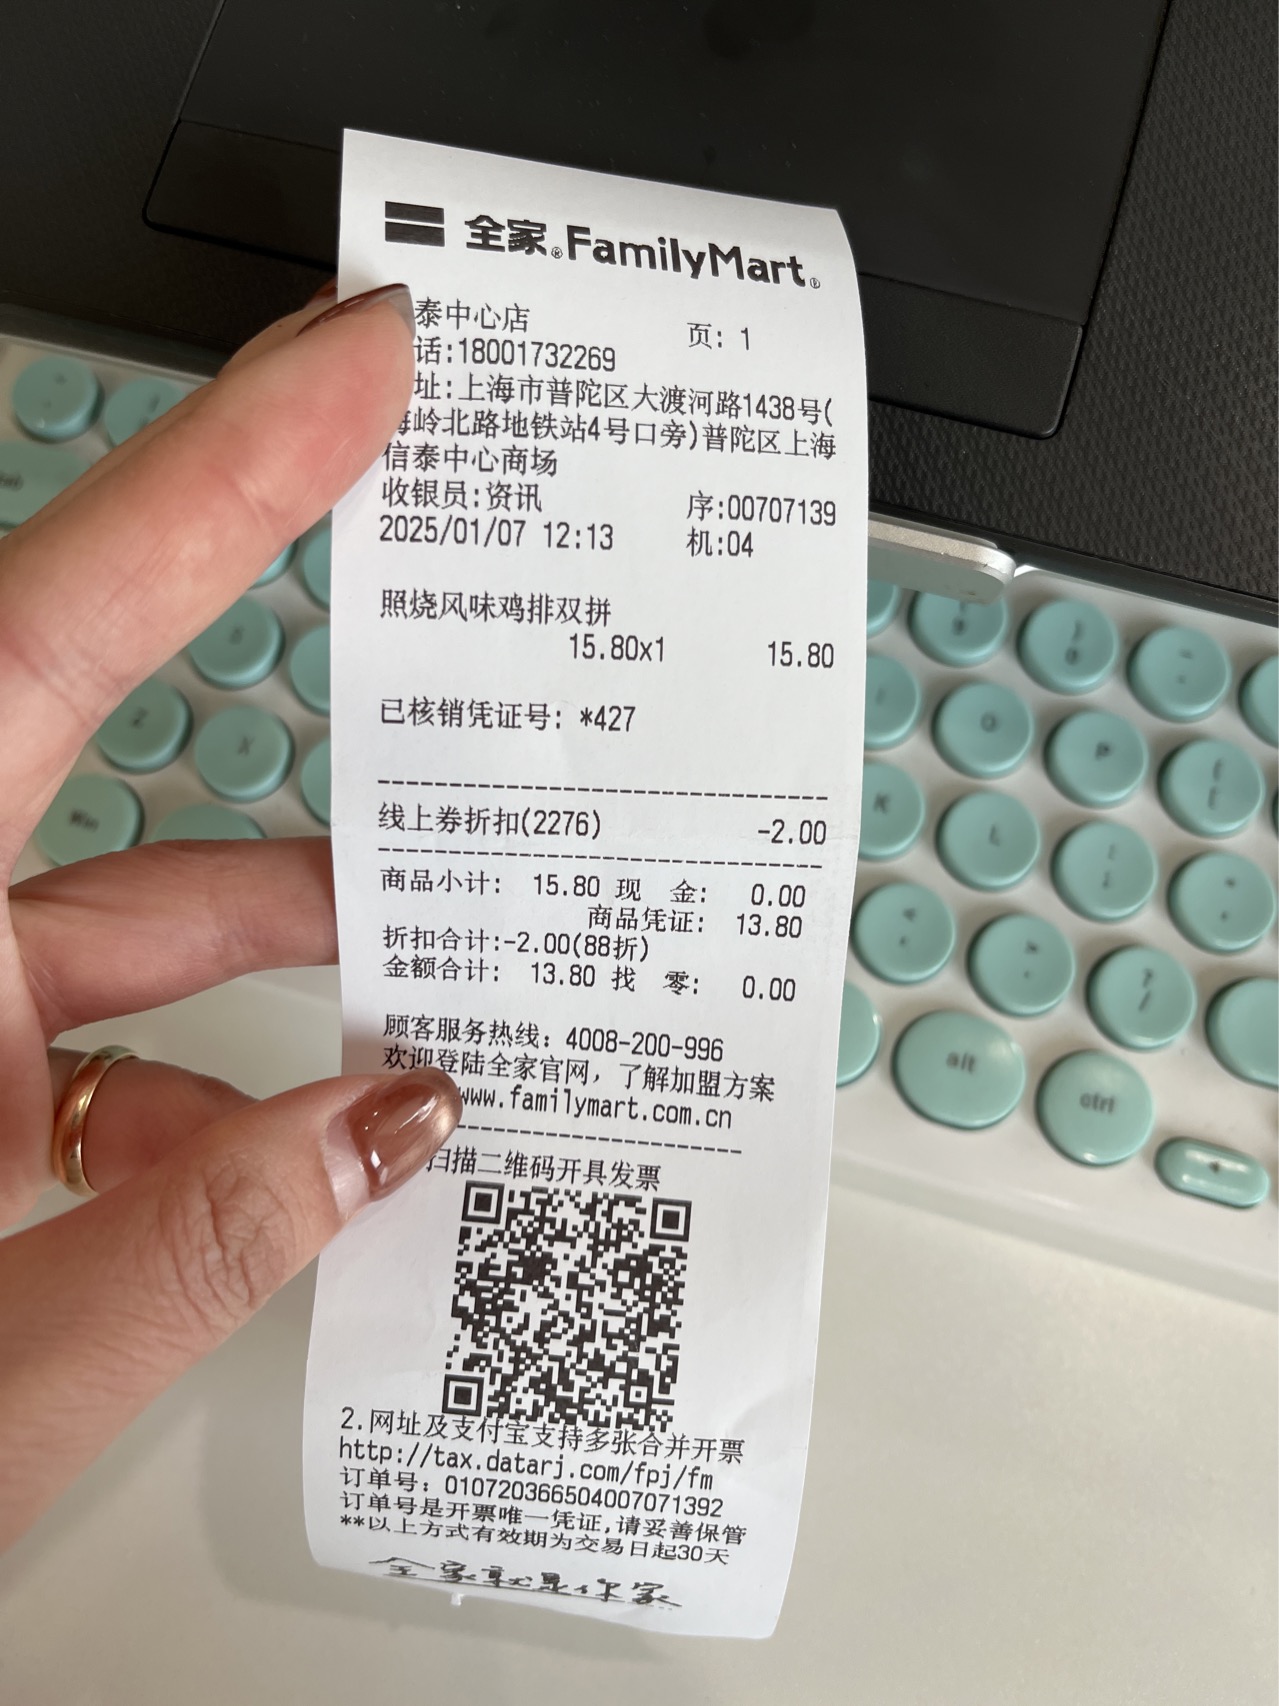 全家®FamilyMart®
泰中心店 页: 1
话:18001732269
址:上海市普陀区大渡河路1438号(
海岭北路地铁站4号口旁)普陀区上海
信泰中心商场
收银员:资讯 序:00707139
2025/01/07 12:13 机:04
照烧风味鸡排双拼
15.80x1 15.80
已核销凭证号: *427
线上券折扣(2276) -2.00
商品小计: 15.80 现 金: 0.00
商品凭证: 13.80
折扣合计:-2.00(88折)
金额合计: 13.80 找 零: 0.00
顾客服务热线: 4008-200-996
欢迎登陆全家官网, 了解加盟方案
www.familymart.com.cn
扫描二维码开具发票
2.网址及支付宝支持多张合并开票
http://tax.datarj.com/fpj/fm
订单号: 010720366504007071392
订单号是开票唯一凭证,请妥善保管
**以上方式有效期为交易日起30天
全家就是你家
Z
X
Win
O
P
K
L
alt
ctrl